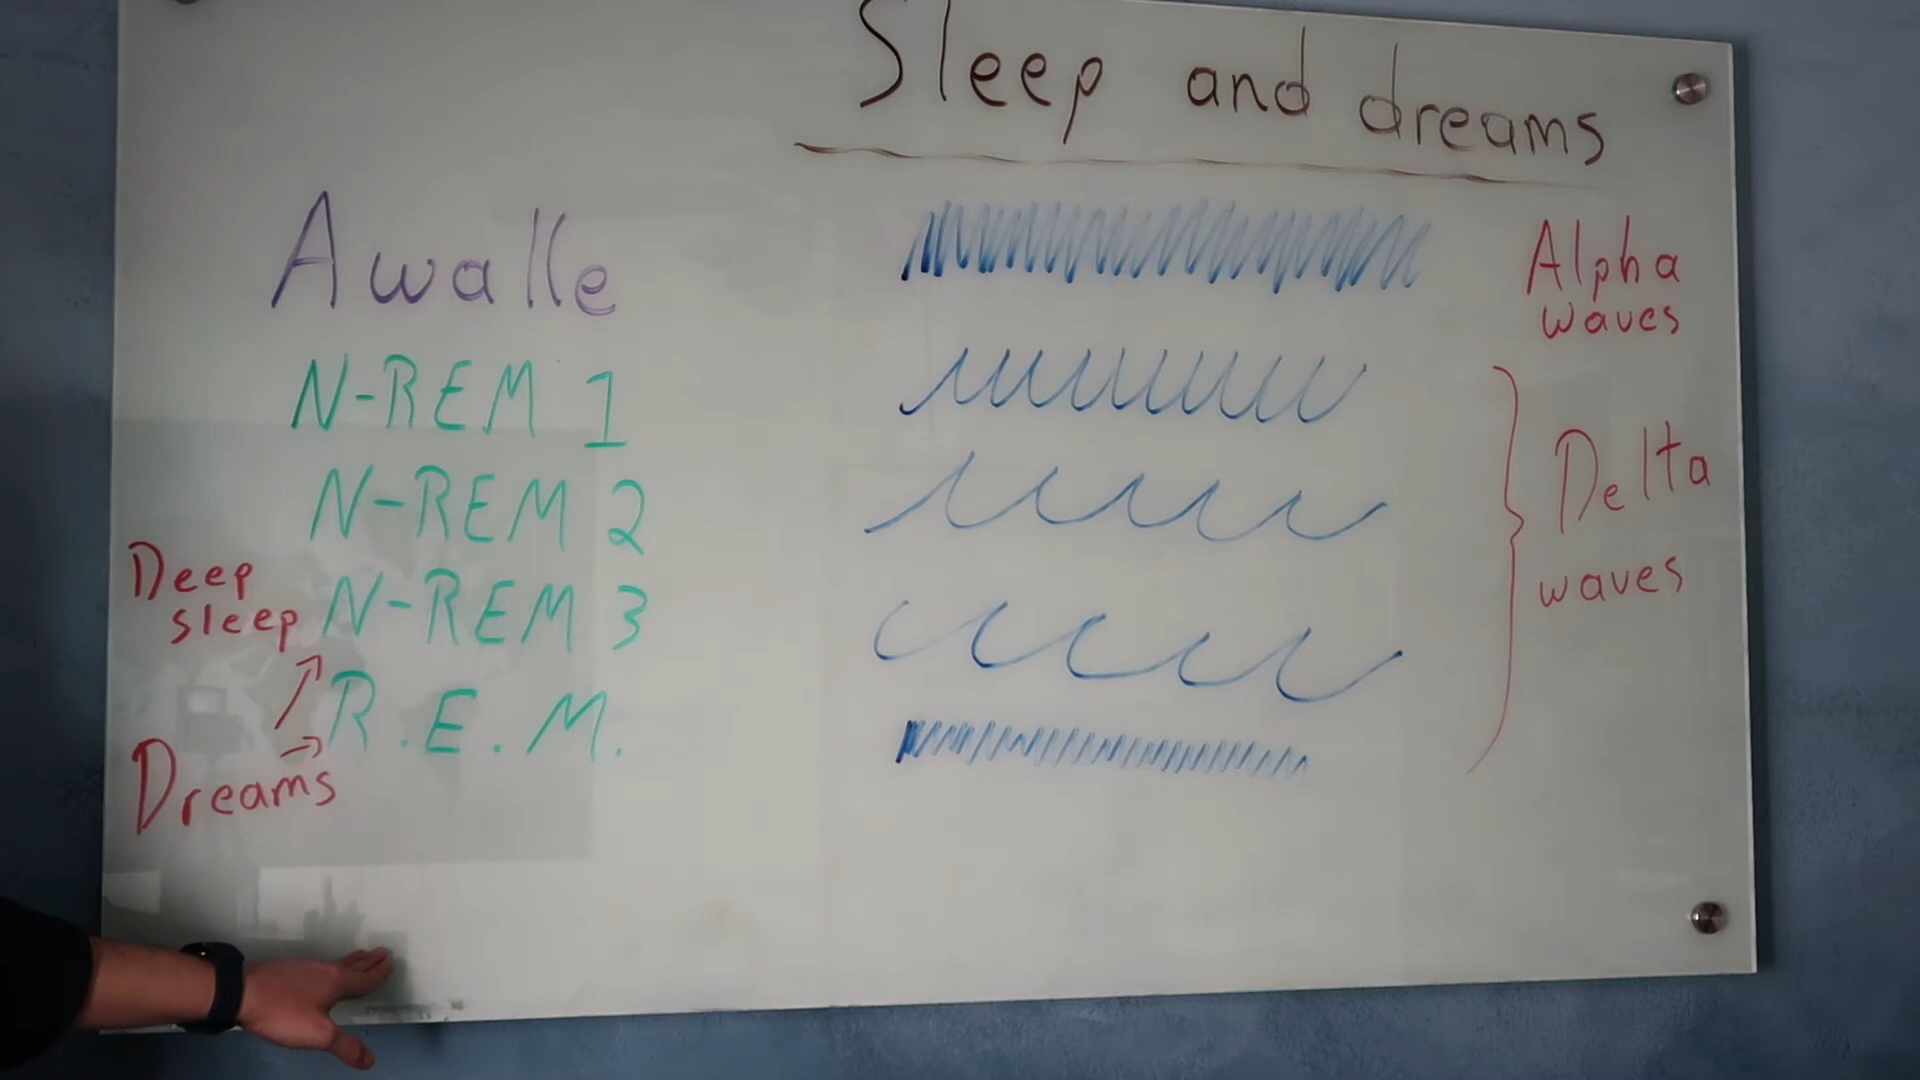 Sleep and dreams
Awake
Alpha
waves
N-REM 1
N-REM 2
Delta
waves
Deep
sleep
N-REM 3
R.E.M.
Dreams